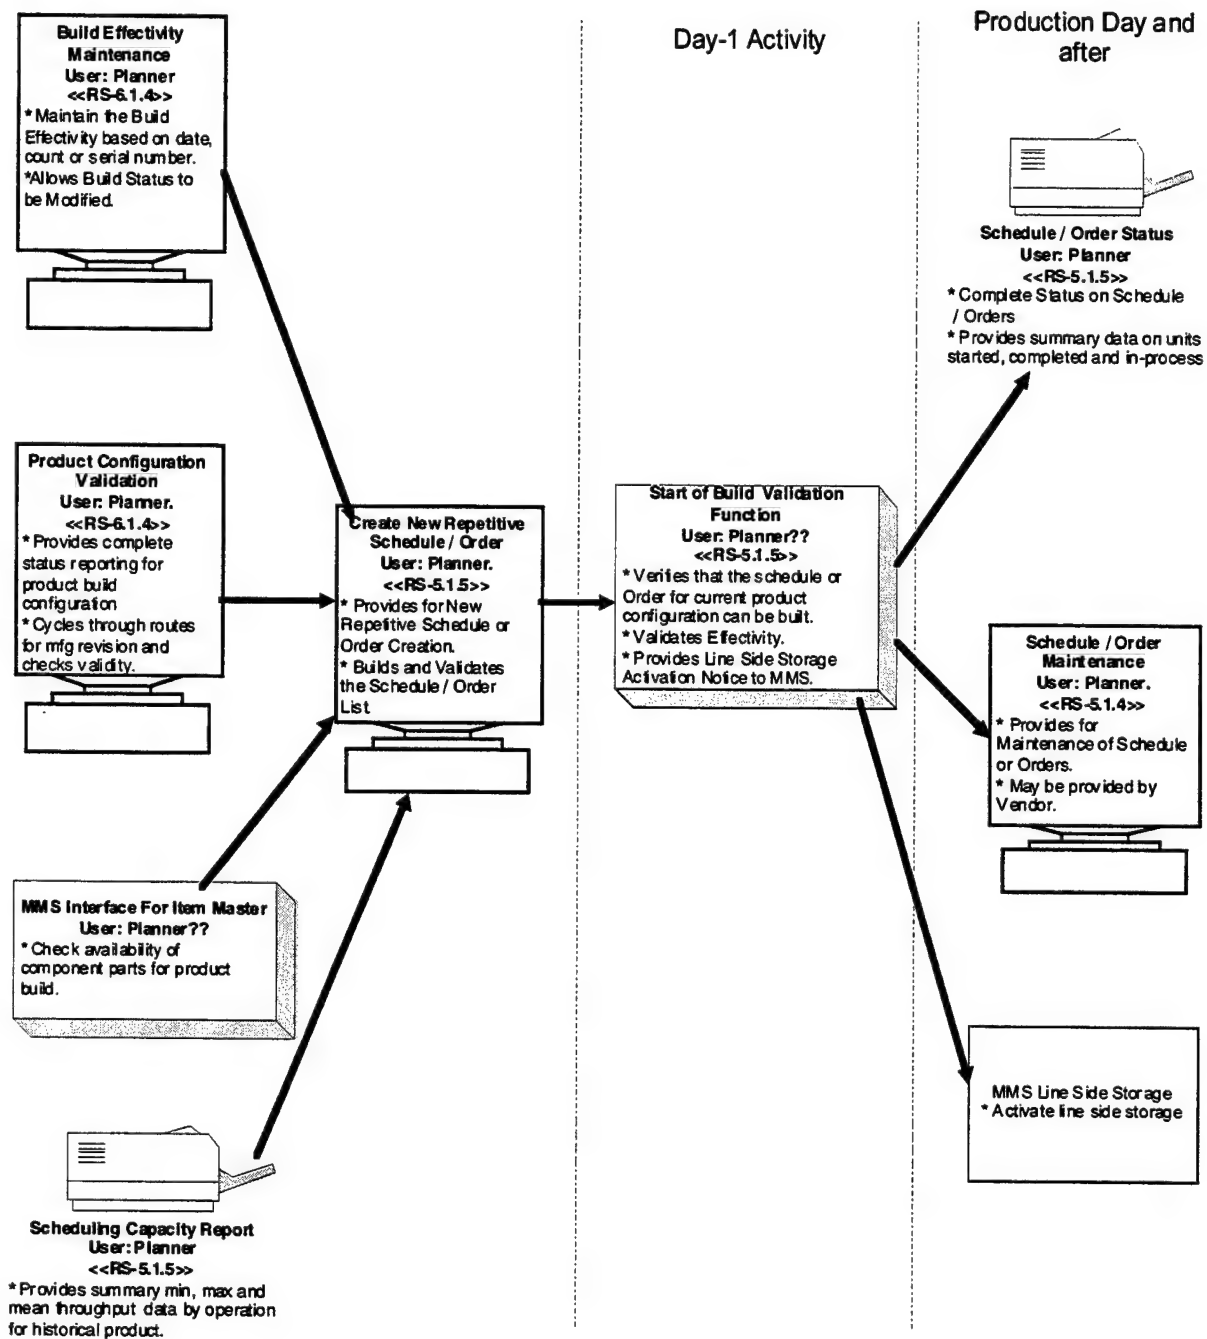 Build Effectivity
Maintenance
User: Planner
<<RS-6.1.4>>
* Maintain the Build
Effectivity based on date,
count or serial number.
*Allows Build Status to
be Modified.
Day-1 Activity
Production Day and
after
Schedule / Order Status
User: Planner
<<RS-5.1.5>>
* Complete Status on Schedule
/ Orders
* Provides summary data on units
started, completed and in-process
Product Configuration
Validation
User: Planner.
<<RS-6.1.4>>
* Provides complete
status reporting for
product build
configuration
* Cycles through routes
for mfg revision and
checks validity.
Create New Repetitive
Schedule / Order
User: Planner.
<<RS-5.1.5>>
* Provides for New
Repetitive Schedule or
Order Creation.
* Builds and Validates
the Schedule / Order
List
Start of Build Validation
Function
User: Planner??
<<RS-5.1.5>>
* Verifies that the schedule or
Order for current product
configuration can be built.
* Validates Effectivity.
* Provides Line Side Storage
Activation Notice to MMS.
Schedule / Order
Maintenance
User: Planner.
<<RS-5.1.4>>
* Provides for
Maintenance of Schedule
or Orders.
* May be provided by
Vendor.
MMS Interface For Item Master
User: Planner??
* Check availability of
component parts for product
build.
MMS Line Side Storage
* Activate line side storage
Scheduling Capacity Report
User: Planner
<<RS-5.1.5>>
* Provides summary min, max and
mean throughput data by operation
for historical product.